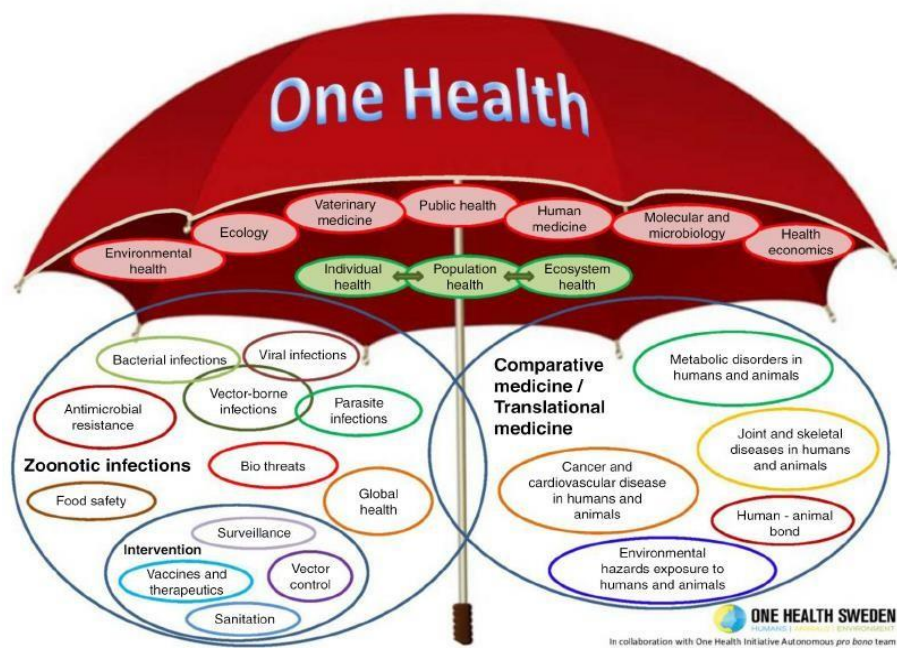 One Health
Environmental
health
Ecology
Vaterinary
medicine
Public health
Human
medicine
Molecular and
microbiology
Health
economics
Individual
health
Population
health
Ecosystem
health
Bacterial infections
Viral infections
Vector-borne
infections
Parasite
infections
Antimicrobial
resistance
Zoonotic infections
Bio threats
Food safety
Global
health
Surveillance
Intervention
Vaccines and
therapeutics
Vector
control
Sanitation
Comparative
medicine /
Translational
medicine
Metabolic disorders in
humans and animals
Joint and skeletal
diseases in humans
and animals
Cancer and
cardiovascular disease
in humans and
animals
Human - animal
bond
Environmental
hazards exposure to
humans and animals
ONE HEALTH SWEDEN
HUMANS | ANIMALS | ENVIRONMENT
In collaboration with One Health Initiative Autonomous pro bono team